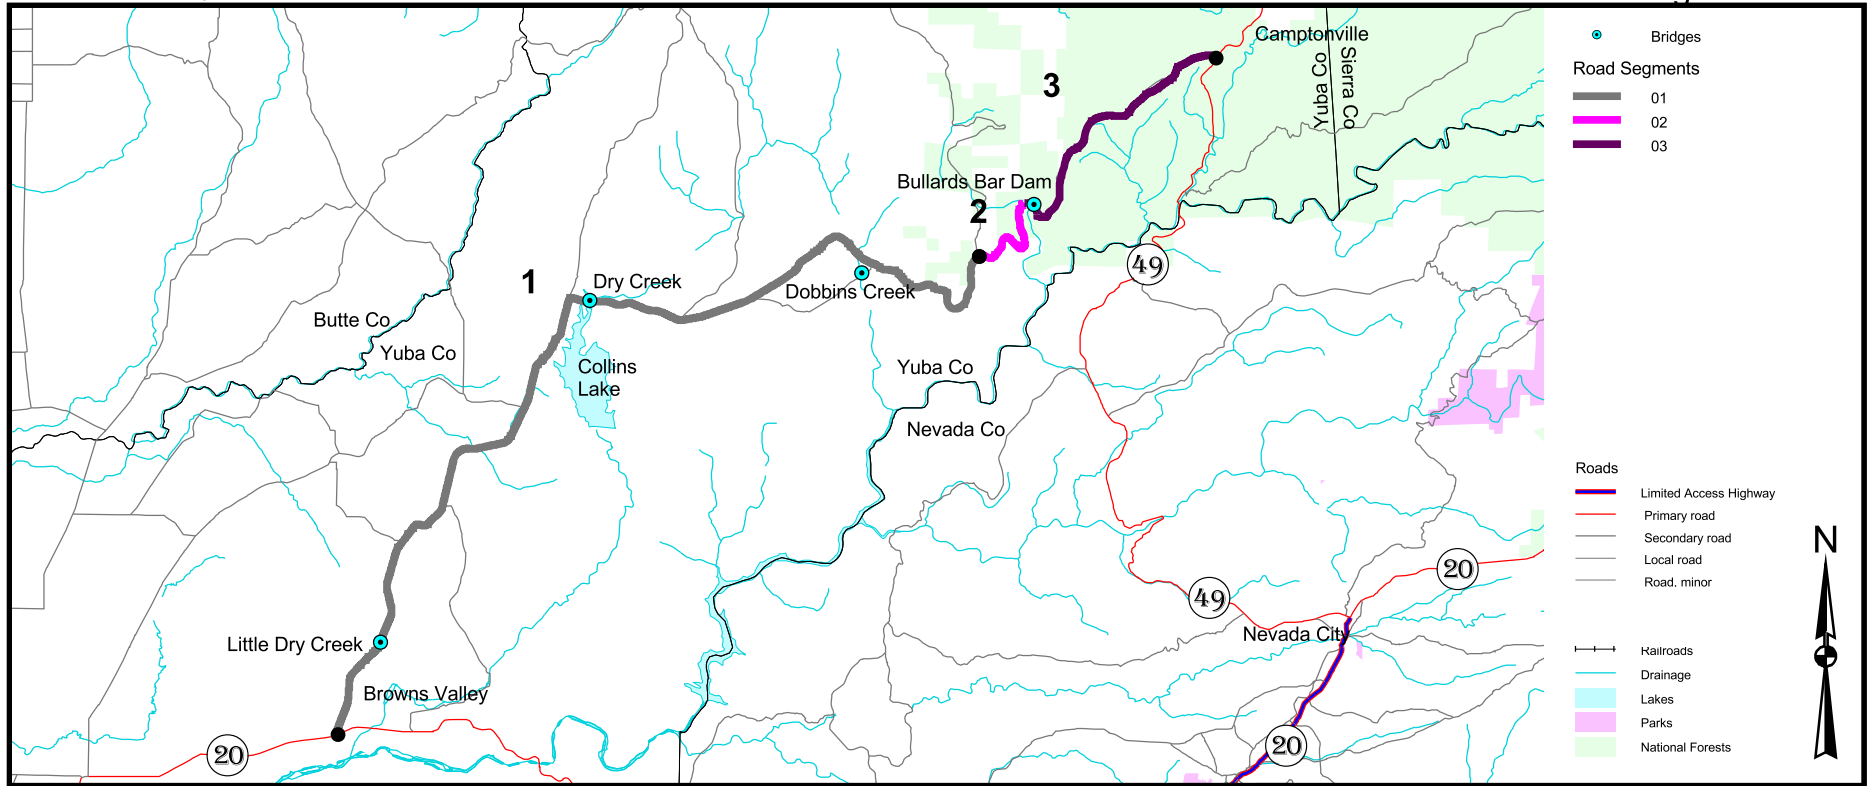 Camptonville
Yuba Co
Sierra Co
3
Bullards Bar Dam
2
49
1
Dry Creek
Dobbins Creek
Butte Co
Yuba Co
Collins
Lake
Yuba Co
Nevada Co
20
49
Nevada City
Little Dry Creek
Browns Valley
20
20
Bridges
Road Segments
01
02
03
Roads
Limited Access Highway
Primary road
Secondary road
Local road
Road, minor
N
Railroads
Drainage
Lakes
Parks
National Forests